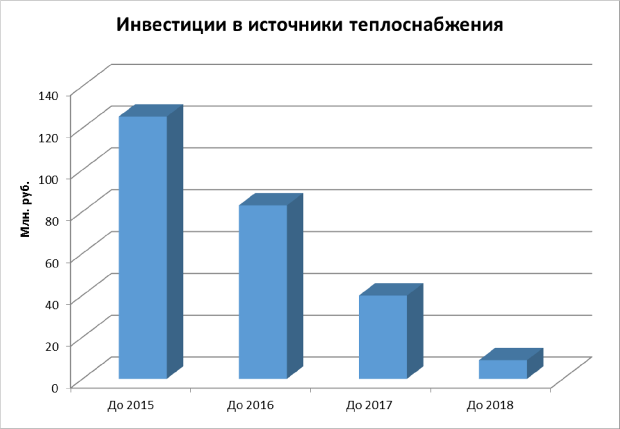 Инвестиции в источники теплоснабжения
Млн. руб.
140
120
100
80
60
40
20
0
До 2015
До 2016
До 2017
До 2018